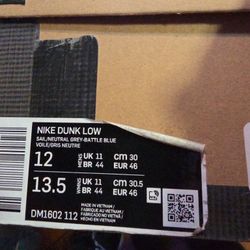 NIKE DUNK LOW
SAIL/NEUTRAL GREY-BATTLE BLUE
VOILE/GRIS NEUTRE
12 MENS UK 11 cm 30
BR 44 EUR 46
13.5 WMNS UK 11 cm 30.5
BR 44 EUR 46
MADE IN VIETNAM /
FABRIQUÉ AU VIETNAM /
FABRICADO EN VIETNAM
DM1602 112